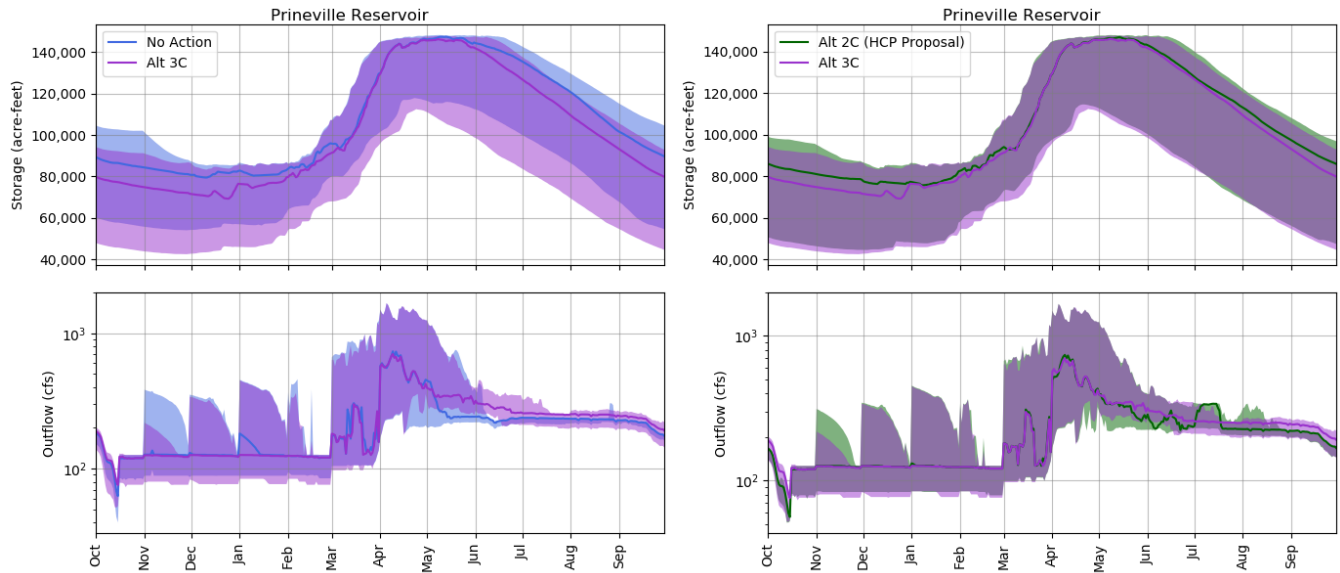 Prineville Reservoir
Storage (acre-feet)
140,000
120,000
100,000
80,000
60,000
40,000
No Action
Alt 3C
Outflow (cfs)
10³
10²
Oct
Nov
Dec
Jan
Feb
Mar
Apr
May
Jun
Jul
Aug
Sep
Prineville Reservoir
Storage (acre-feet)
140,000
120,000
100,000
80,000
60,000
40,000
Alt 2C (HCP Proposal)
Alt 3C
Outflow (cfs)
10³
10²
Oct
Nov
Dec
Jan
Feb
Mar
Apr
May
Jun
Jul
Aug
Sep